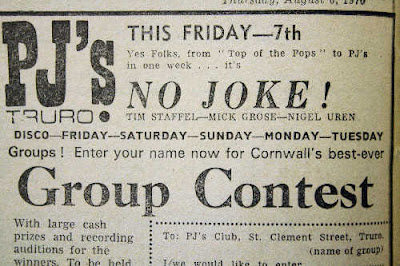 Thursday, August 6, 1970
PJ's
TRURO.
THIS FRIDAY—7th
Yes Folks, from "Top of the Pops" to PJ's
in one week . . . it's
NO JOKE!
TIM STAFFEL—MICK GROSE—NIGEL UREN
DISCO—FRIDAY—SATURDAY—SUNDAY—MONDAY—TUESDAY
Groups! Enter your name now for Cornwall's best-ever
Group Contest
With large cash
prizes and recording
auditions for the
winners. To be held
To: PJ's Club, St. Clement Street, Truro.
(name of group)
I/we would like to enter